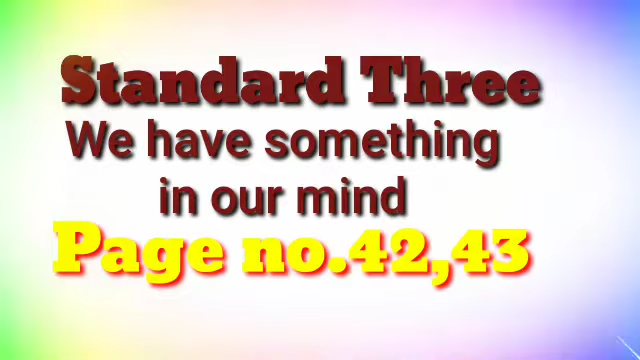 Standard Three
We have something
in our mind
Page no.42,43